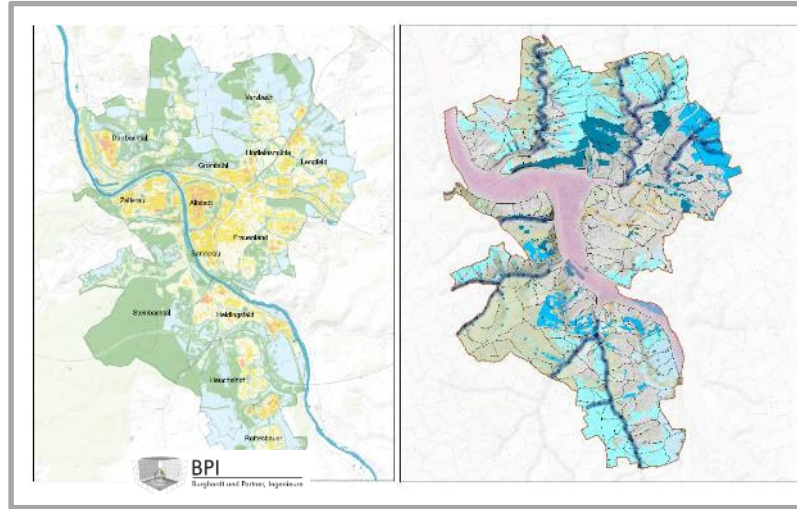 Versbach
Dürrbachtal
Lindleinsmühle
Lengfeld
Grombühl
Zellerau
Altstadt
Frauenland
Sanderau
Steinbachtal
Heidingsfeld
Heuchelhof
Rottenbauer
BPI
Burghardt und Partner, Ingenieure